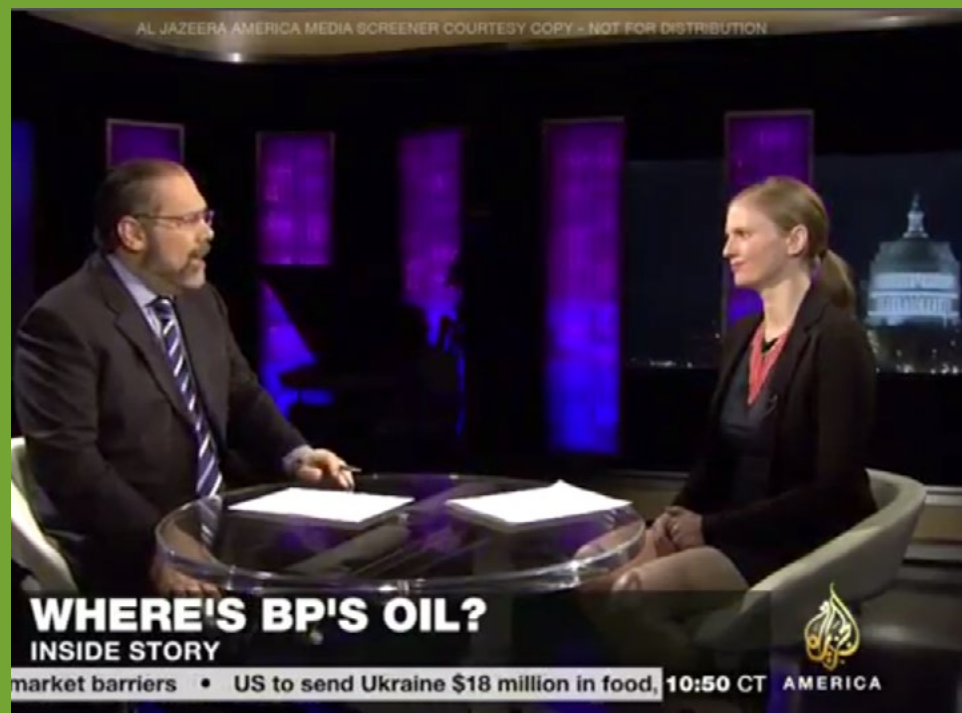 AL JAZEERA AMERICA MEDIA SCREENER COURTESY COPY - NOT FOR DISTRIBUTION
WHERE'S BP'S OIL?
INSIDE STORY
market barriers • US to send Ukraine $18 million in food, 10:50 CT
الجزيرة
AMERICA